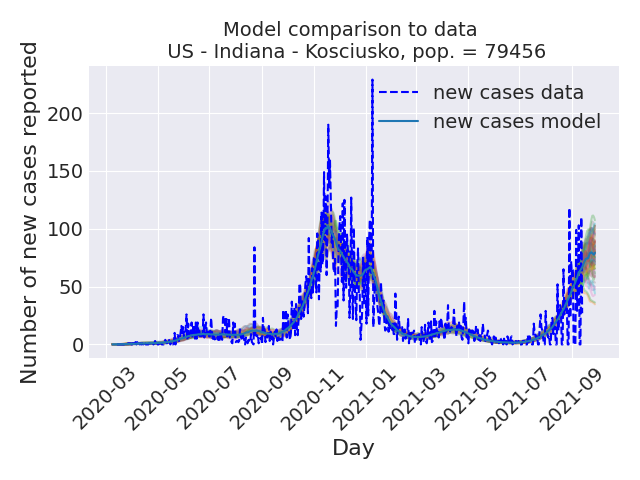 Model comparison to data
US - Indiana - Kosciusko, pop. = 79456
new cases data
new cases model
Number of new cases reported
200
150
100
50
0
2020-03
2020-05
2020-07
2020-09
2020-11
2021-01
2021-03
2021-05
2021-07
2021-09
Day